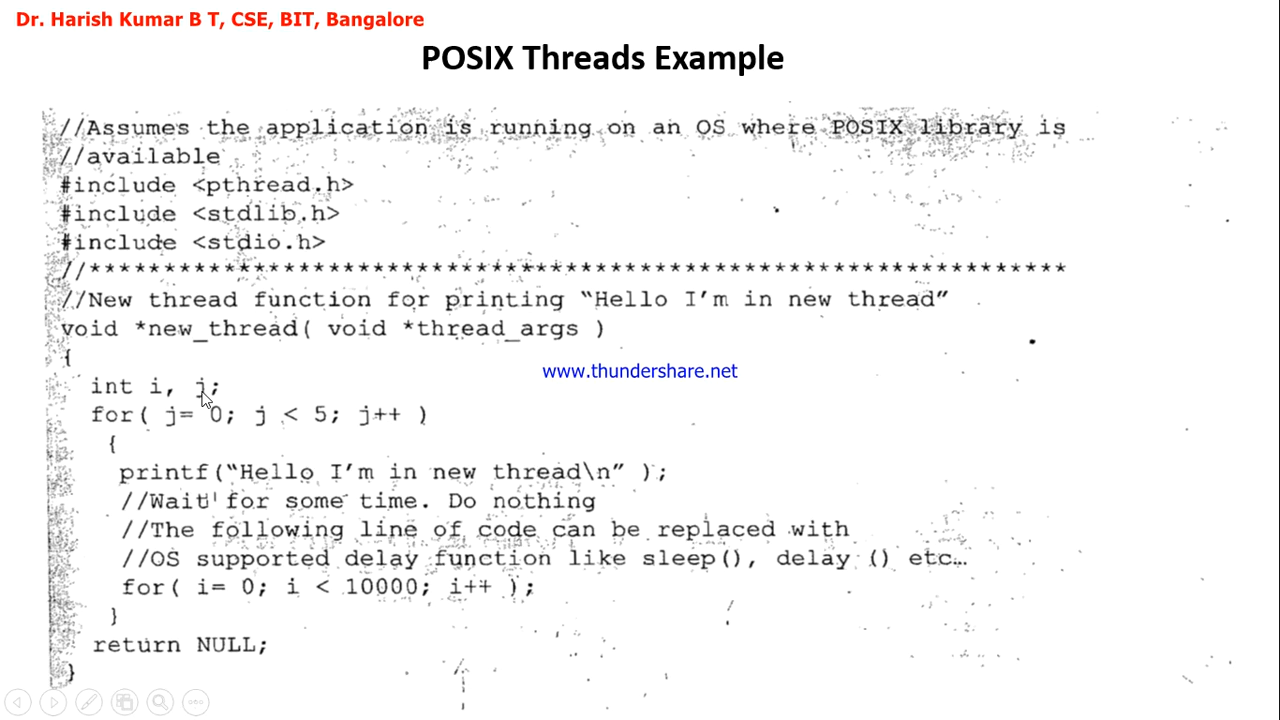 Dr. Harish Kumar B T, CSE, BIT, Bangalore
POSIX Threads Example
//Assumes the application is running on an OS where POSIX library is
//available
#include <pthread.h>
#include <stdlib.h>
#include <stdio.h>
//******************************************************************
//New thread function for printing “Hello I’m in new thread”
void *new_thread( void *thread_args )
{
www.thundershare.net
int i, j;
for( j= 0; j < 5; j++ )
{
printf(“Hello I’m in new thread\n” );
//Wait for some time. Do nothing
//The following line of code can be replaced with
//OS supported delay function like sleep(), delay () etc…
for( i= 0; i < 10000; i++ );
}
return NULL;
}